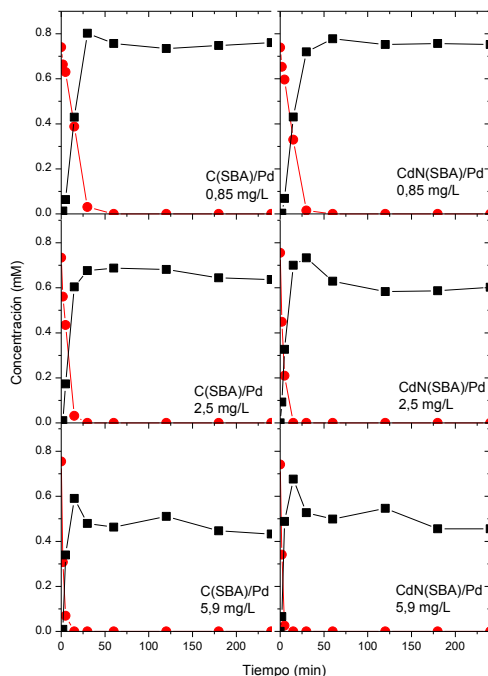 0.8
0.6
0.4
0.2
0.0
C(SBA)/Pd
0,85 mg/L
CdN(SBA)/Pd
0,85 mg/L
Concentración (mM)
0.8
0.6
0.4
0.2
0.0
C(SBA)/Pd
2,5 mg/L
CdN(SBA)/Pd
2,5 mg/L
0.8
0.6
0.4
0.2
0.0
C(SBA)/Pd
5,9 mg/L
CdN(SBA)/Pd
5,9 mg/L
0 50 100 150 200 0 50 100 150 200
Tiempo (min)